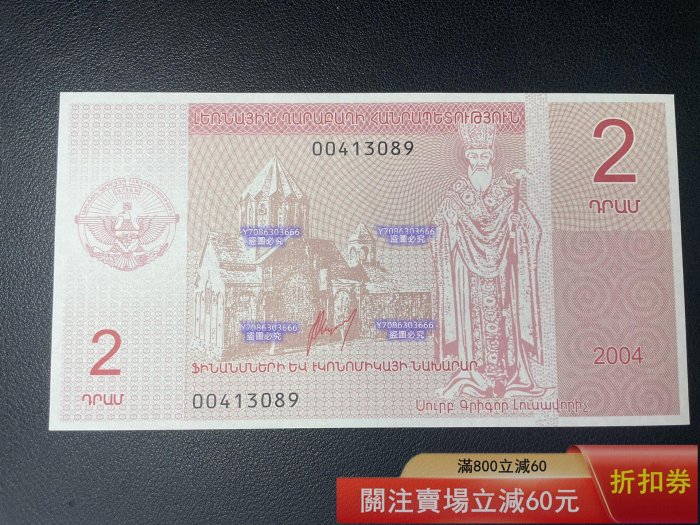 ԼԵՌՆԱՅԻՆ ՂԱՐԱԲԱՂԻ ՀԱՆՐԱՊԵՏՈՒԹՅՈՒՆ
00413089
2
ԴՐԱՄ
Y7086303666
盜圖必究
Y7086303666
盜圖必究
Y7086303666
盜圖必究
Y7086303666
盜圖必究
2
ԴՐԱՄ
ՖԻՆԱՆՍՆԵՐԻ ԵՎ ԷԿՈՆՈՄԻԿԱՅԻ ՆԱԽԱՐԱՐ
2004
00413089
Սուրբ Գրիգոր Լուսավորիչ
滿800立減60
關注賣場立減60元
折扣券